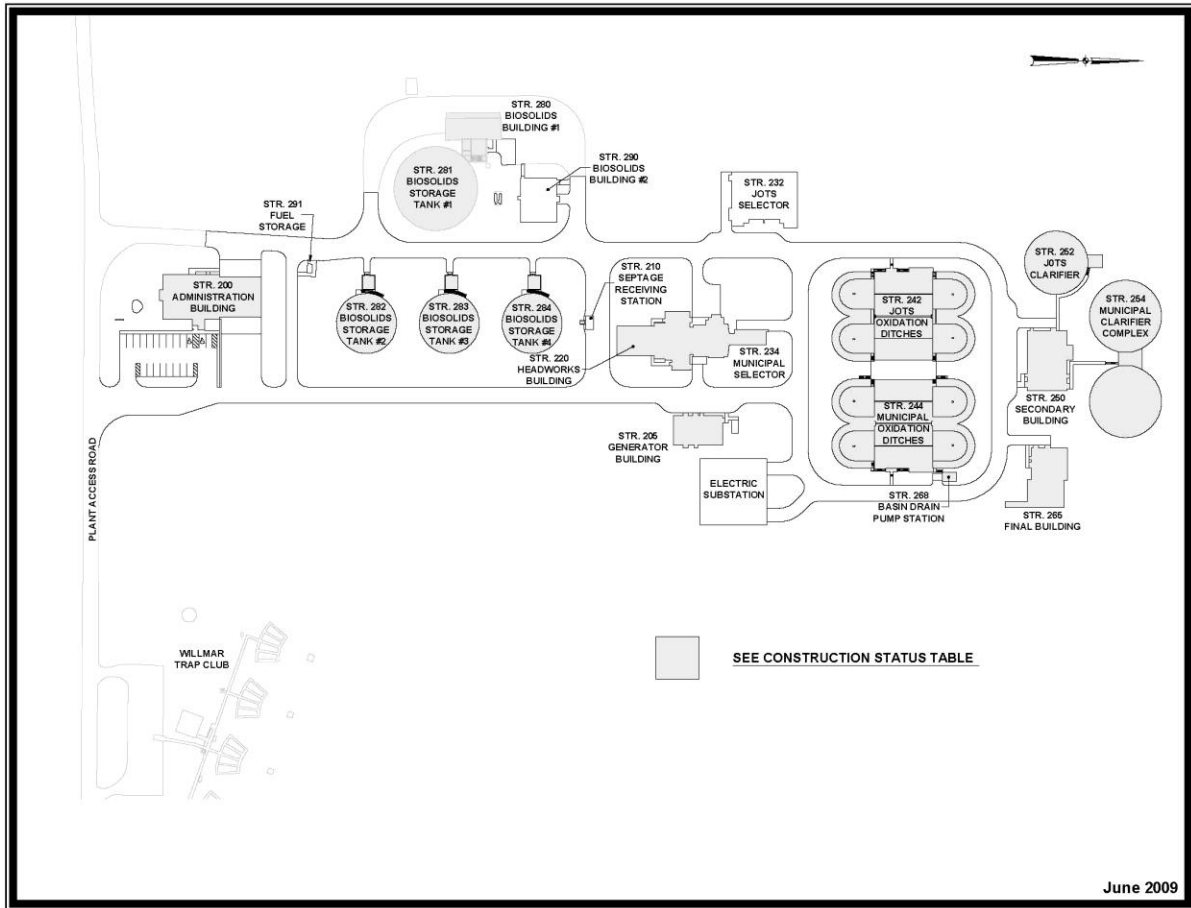 STR. 280
BIOSOLIDS
BUILDING #1
STR. 290
BIOSOLIDS
BUILDING #2
STR. 281
BIOSOLIDS
STORAGE
TANK #1
STR. 232
JOTS
SELECTOR
STR. 291
FUEL
STORAGE
STR. 252
JOTS
CLARIFIER
STR. 210
SEPTAGE
RECEIVING
STATION
STR. 200
ADMINISTRATION
BUILDING
STR. 282
BIOSOLIDS
STORAGE
TANK #2
STR. 283
BIOSOLIDS
STORAGE
TANK #3
STR. 284
BIOSOLIDS
STORAGE
TANK #4
STR. 242
JOTS
OXIDATION
DITCHES
STR. 254
MUNICIPAL
CLARIFIER
COMPLEX
STR. 234
MUNICIPAL
SELECTOR
STR. 220
HEADWORKS
BUILDING
STR. 244
MUNICIPAL
OXIDATION
DITCHES
STR. 250
SECONDARY
BUILDING
STR. 205
GENERATOR
BUILDING
ELECTRIC
SUBSTATION
STR. 268
BASIN DRAIN
PUMP STATION
STR. 265
FINAL BUILDING
PLANT ACCESS ROAD
WILLMAR
TRAP CLUB
SEE CONSTRUCTION STATUS TABLE
June 2009